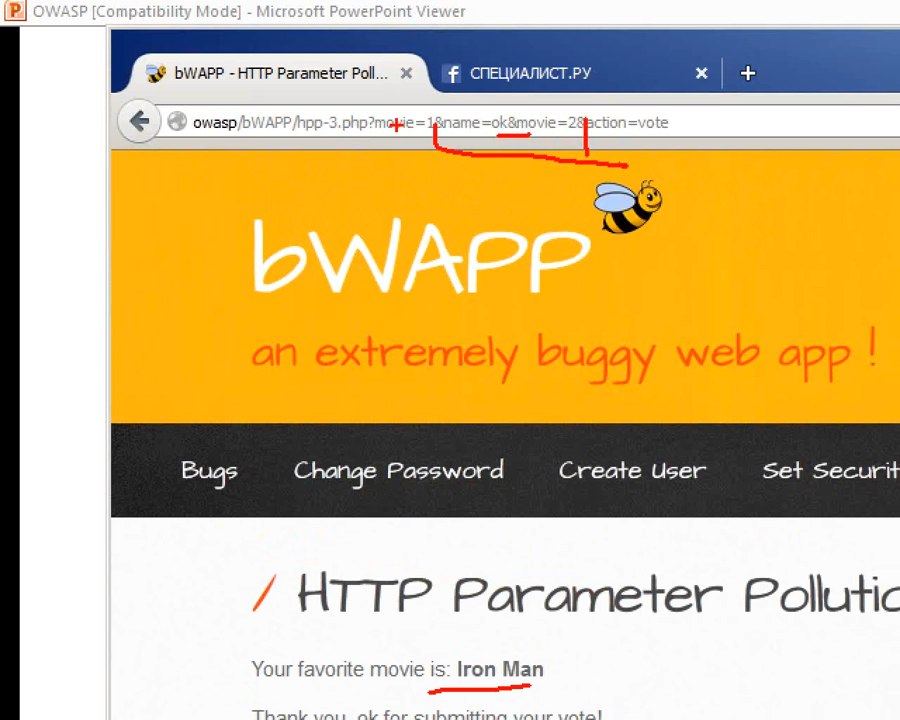 OWASP [Compatibility Mode] - Microsoft PowerPoint Viewer
bWAPP - HTTP Parameter Poll... СПЕЦИАЛИСТ.РУ
owasp/bWAPP/hpp-3.php?movie=1&name=ok&movie=2&action=vote
bWAPP
an extremely buggy web app !
Bugs Change Password Create User Set Securit
/ HTTP Parameter Pollutio
Your favorite movie is: Iron Man
Thank you, ok for submitting your vote!